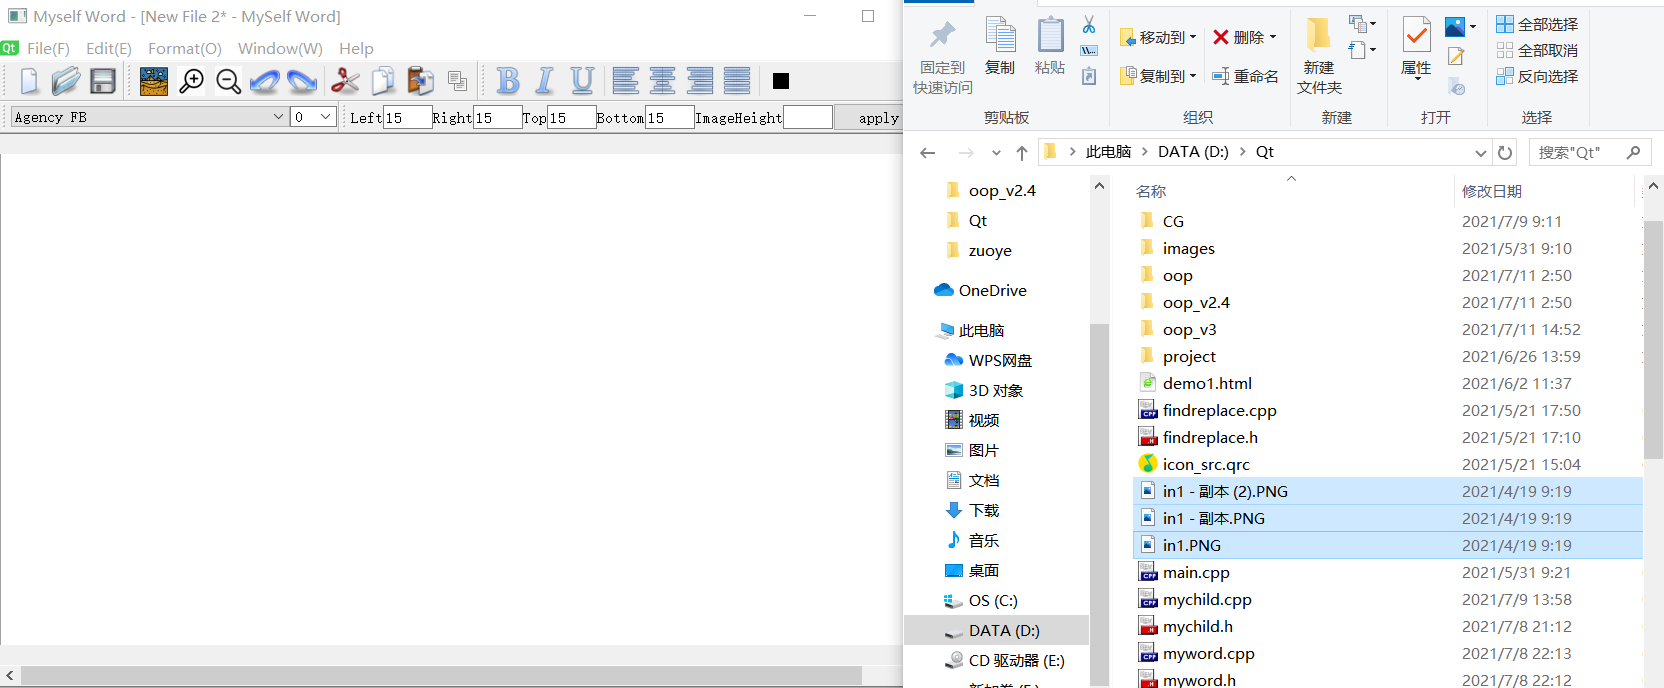 Myself Word - [New File 2* - MySelf Word]
Qt File(F) Edit(E) Format(O) Window(W) Help
B I U
Agency FB 0 Left 15 Right 15 Top 15 Bottom 15 ImageHeight apply
固定到
快速访问
复制
粘贴
剪贴板
移动到
复制到
删除
重命名
组织
新建
文件夹
新建
属性
打开
全部选择
全部取消
反向选择
选择
此电脑 DATA (D:) Qt
搜索"Qt"
oop_v2.4
Qt
zuoye
OneDrive
此电脑
WPS网盘
3D 对象
视频
图片
文档
下载
音乐
桌面
OS (C:)
DATA (D:)
CD 驱动器 (E:)
名称 修改日期
CG 2021/7/9 9:11
images 2021/5/31 9:10
oop 2021/7/11 2:50
oop_v2.4 2021/7/11 2:50
oop_v3 2021/7/11 14:52
project 2021/6/26 13:59
demo1.html 2021/6/2 11:37
findreplace.cpp 2021/5/21 17:50
findreplace.h 2021/5/21 17:10
icon_src.qrc 2021/5/21 15:04
in1 - 副本 (2).PNG 2021/4/19 9:19
in1 - 副本.PNG 2021/4/19 9:19
in1.PNG 2021/4/19 9:19
main.cpp 2021/5/31 9:21
mychild.cpp 2021/7/9 13:58
mychild.h 2021/7/8 21:12
myword.cpp 2021/7/8 22:13
myword.h 2021/7/8 22:12